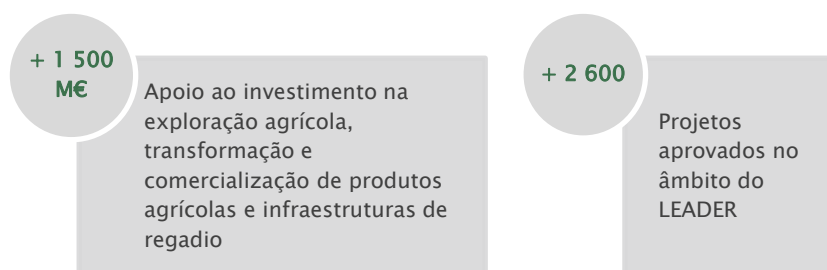 + 1 500
M€
Apoio ao investimento na
exploração agrícola,
transformação e
comercialização de produtos
agrícolas e infraestruturas de
regadio
+ 2 600
Projetos
aprovados no
âmbito do
LEADER